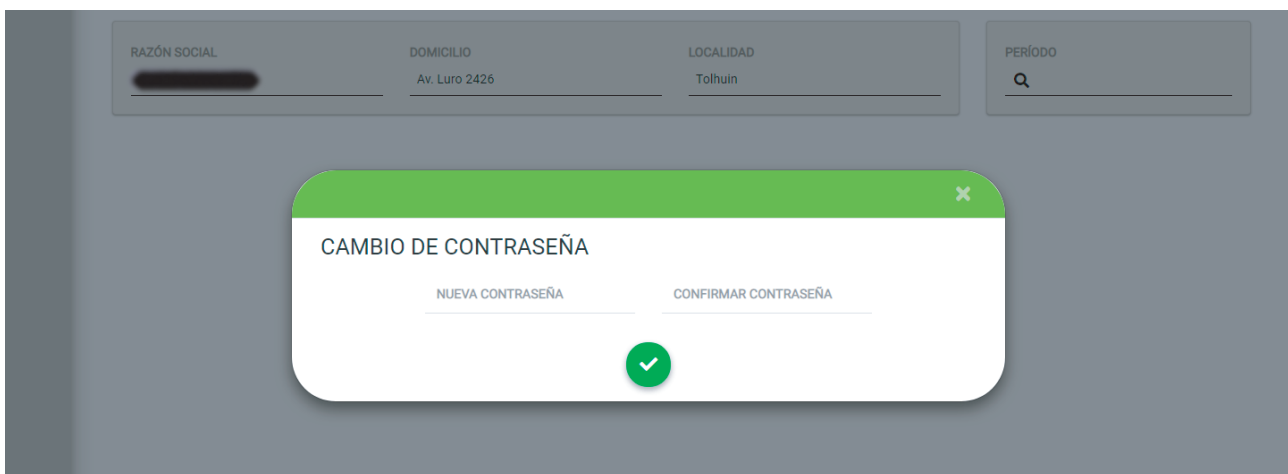 RAZÓN SOCIAL DOMICILIO LOCALIDAD PERÍODO
Av. Luro 2426 Tolhuin
CAMBIO DE CONTRASEÑA
NUEVA CONTRASEÑA CONFIRMAR CONTRASEÑA